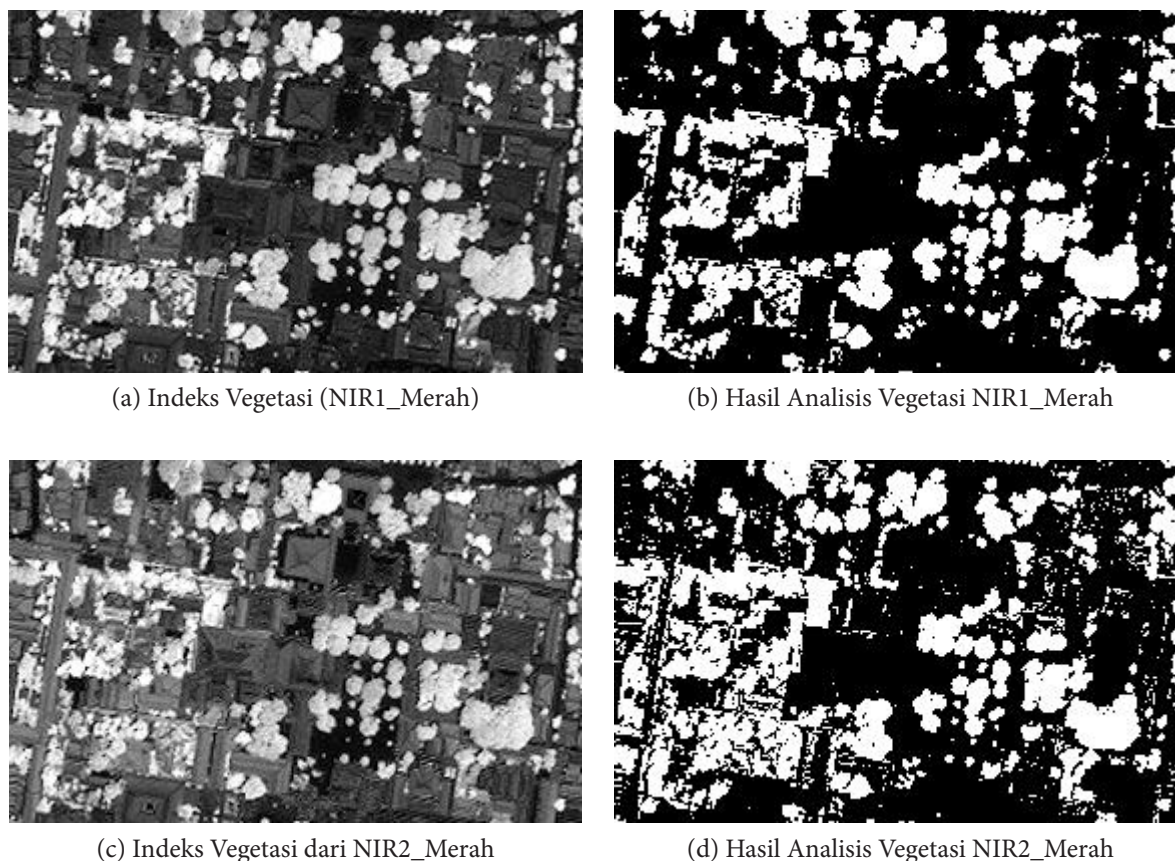 (a) Indeks Vegetasi (NIR1_Merah)
(b) Hasil Analisis Vegetasi NIR1_Merah
(c) Indeks Vegetasi dari NIR2_Merah
(d) Hasil Analisis Vegetasi NIR2_Merah